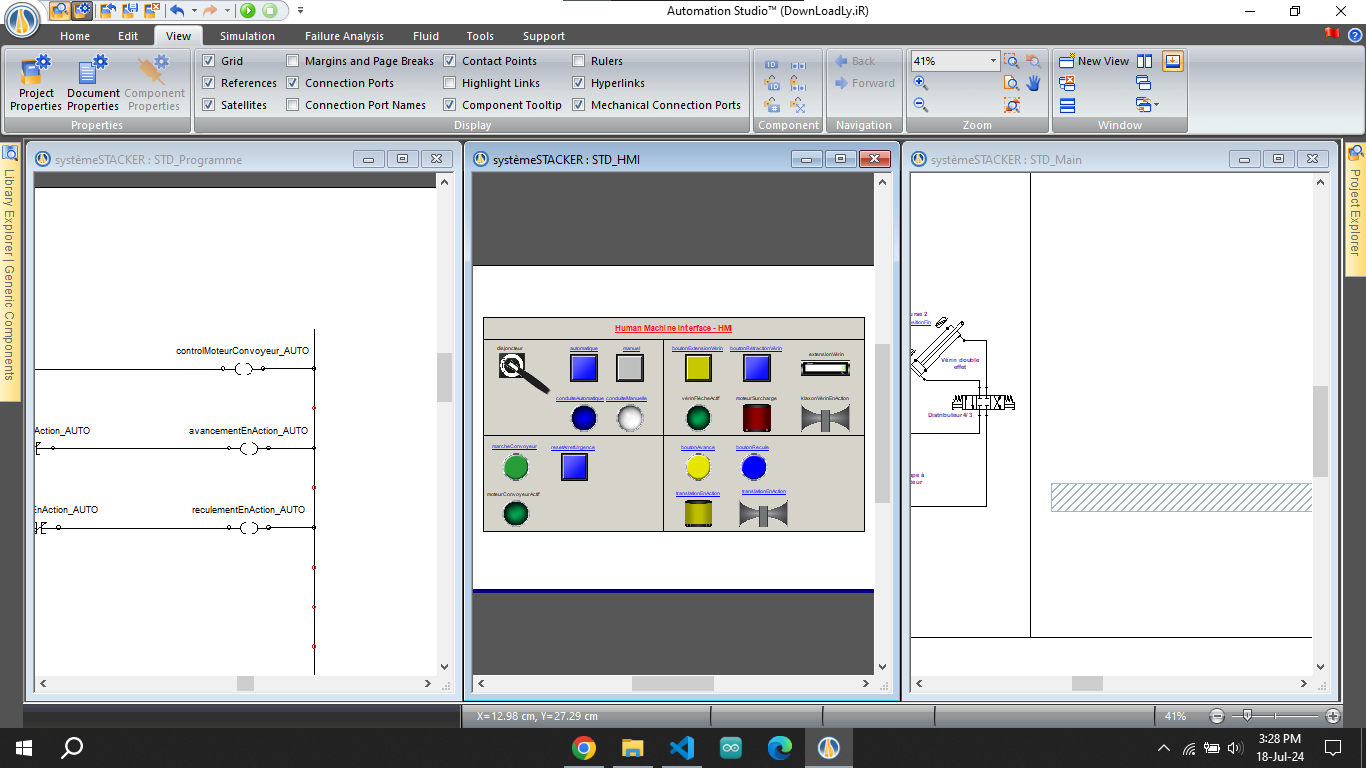 Automation Studio™ (DownLoadLy.iR)
Home Edit View Simulation Failure Analysis Fluid Tools Support
Project Properties
Document Properties
Component Properties
Properties
Grid
References
Satellites
Margins and Page Breaks
Connection Ports
Connection Port Names
Contact Points
Highlight Links
Component Tooltip
Rulers
Hyperlinks
Mechanical Connection Ports
Display
Component
Back
Forward
Navigation
41%
Zoom
New View
Window
Library Explorer | Generic Components
systèmeSTACKER : STD_Programme
controlMoteurConvoyeur_AUTO
Action_AUTO
avancementEnAction_AUTO
EnAction_AUTO
reculementEnAction_AUTO
systèmeSTACKER : STD_HMI
Human Machine Interface - HMI
disjoncteur
automatique
manuel
boutonExtensionVérin
boutonRétractionVérin
extensionVérin
conduiteAutomatique
conduiteManuelle
vérinFlècheActif
moteurSurcharge
klaxonVérinEnAction
marcheConvoyeur
resetArretUrgence
boutonAvance
boutonRecule
moteurConvoyeurActif
translationEnAction
translationEnAction
systèmeSTACKER : STD_Main
Vérin double
effet
Distributeur 4/3
Project Explorer
X=12.98 cm, Y=27.29 cm
41%
3:28 PM
18-Jul-24